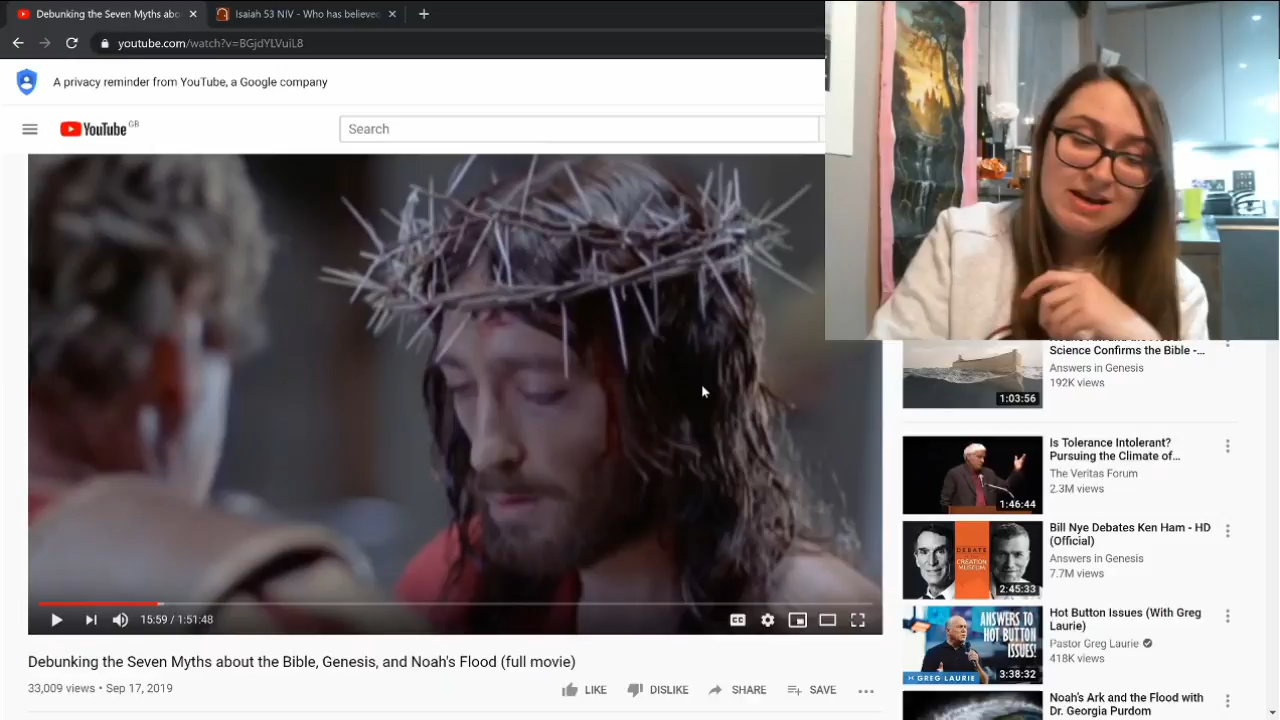 Debunking the Seven Myths abo
Isaiah 53 NIV - Who has believed
youtube.com/watch?v=BGjdYLVuiL8
A privacy reminder from YouTube, a Google company
YouTube GB
Search
Science Confirms the Bible -...
Answers in Genesis
192K views
1:03:56
Is Tolerance Intolerant?
Pursuing the Climate of...
The Veritas Forum
2.3M views
1:46:44
Bill Nye Debates Ken Ham - HD
(Official)
Answers in Genesis
7.7M views
DEBATE
CREATION
MUSEUM
2:45:33
Hot Button Issues (With Greg
Laurie)
Pastor Greg Laurie
418K views
ANSWERS TO
HOT BUTTON
ISSUES!
GREG LAURIE
3:38:32
Noah's Ark and the Flood with
Dr. Georgia Purdom
15:59 / 1:51:48
CC
Debunking the Seven Myths about the Bible, Genesis, and Noah's Flood (full movie)
33,009 views • Sep 17, 2019
LIKE DISLIKE SHARE SAVE